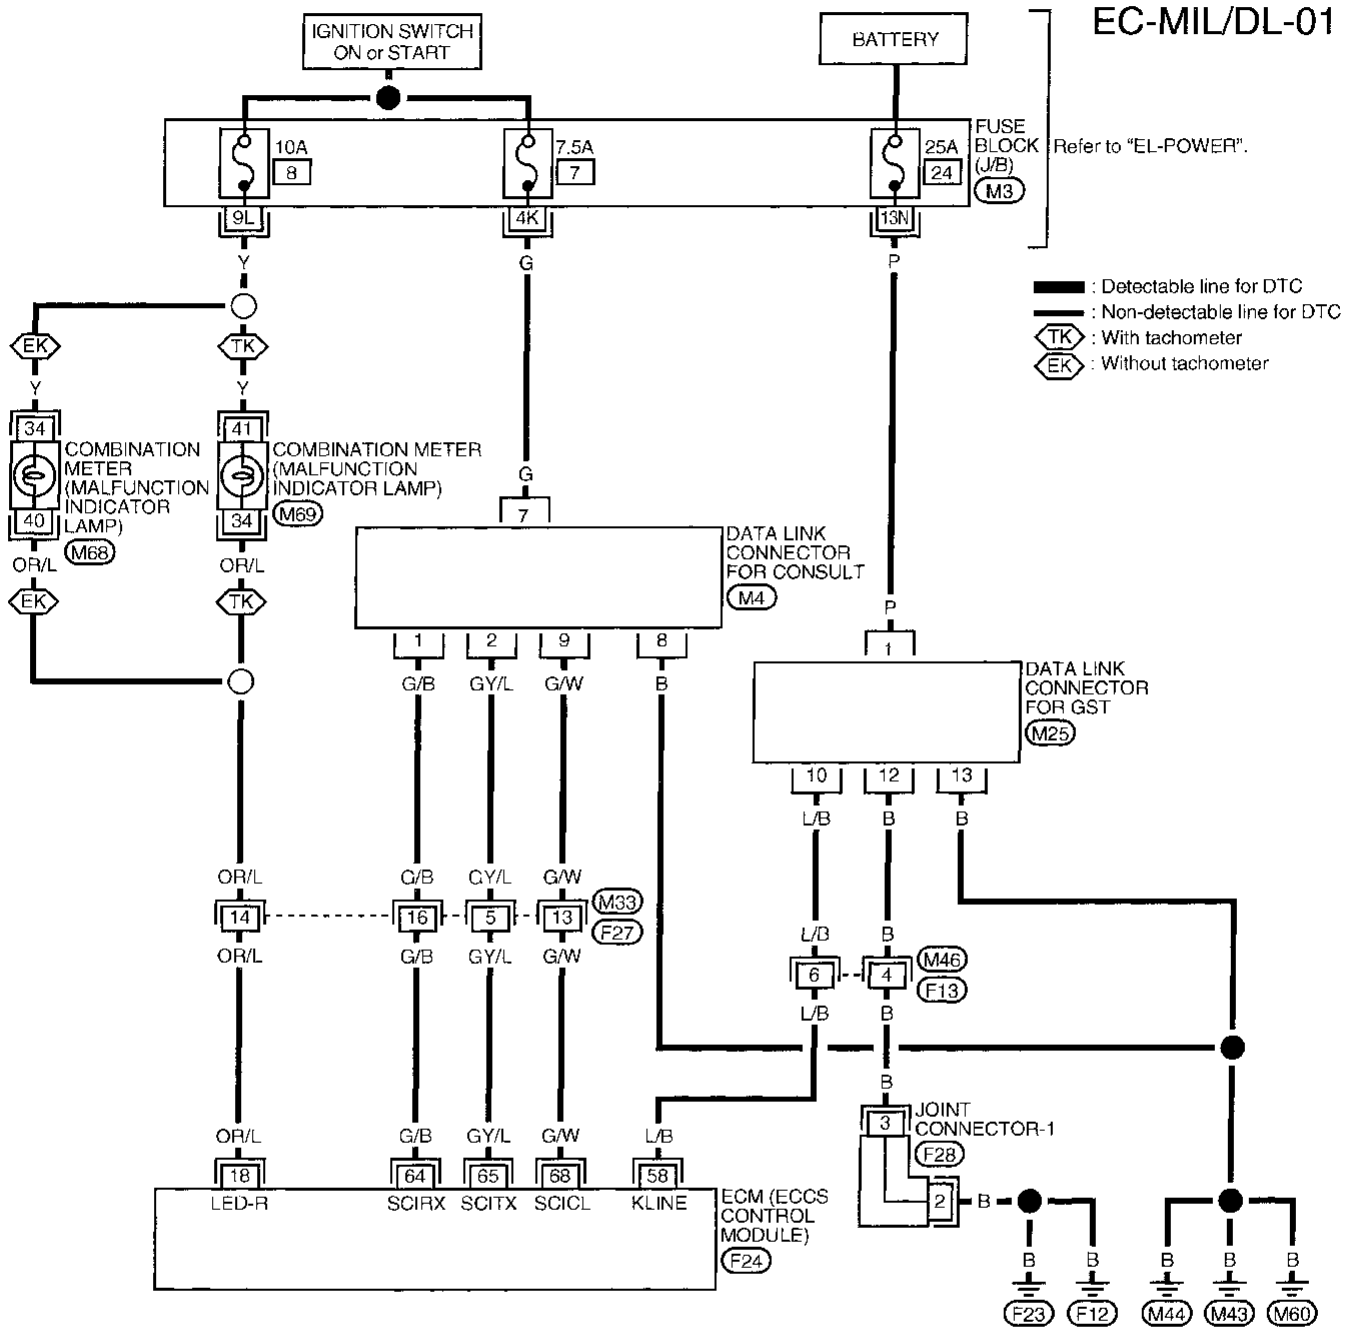 EC-MIL/DL-01
IGNITION SWITCH
ON or START
BATTERY
10A
8
7.5A
7
25A
24
FUSE
BLOCK
(J/B)
M3
Refer to "EL-POWER".
9L
4K
13N
Y
G
P
: Detectable line for DTC
: Non-detectable line for DTC
TK : With tachometer
EK : Without tachometer
EK
TK
Y
Y
34
41
COMBINATION
METER
(MALFUNCTION
INDICATOR
LAMP)
M68
COMBINATION METER
(MALFUNCTION
INDICATOR LAMP)
M69
40
34
OR/L
OR/L
EK
TK
G
7
DATA LINK
CONNECTOR
FOR CONSULT
M4
1
2
9
8
G/B
GY/L
G/W
B
P
1
DATA LINK
CONNECTOR
FOR GST
M25
10
12
13
L/B
B
B
OR/L
G/B
GY/L
G/W
14
16
5
13
M33
F27
OR/L
G/B
GY/L
G/W
L/B
B
6
4
M46
F13
L/B
B
B
3
JOINT
CONNECTOR-1
F28
2
B
OR/L
G/B
GY/L
G/W
L/B
18
64
65
68
58
LED-R
SCIRX
SCITX
SCICL
KLINE
ECM (ECCS
CONTROL
MODULE)
F24
B
B
B
B
B
F23
F12
M44
M43
M60